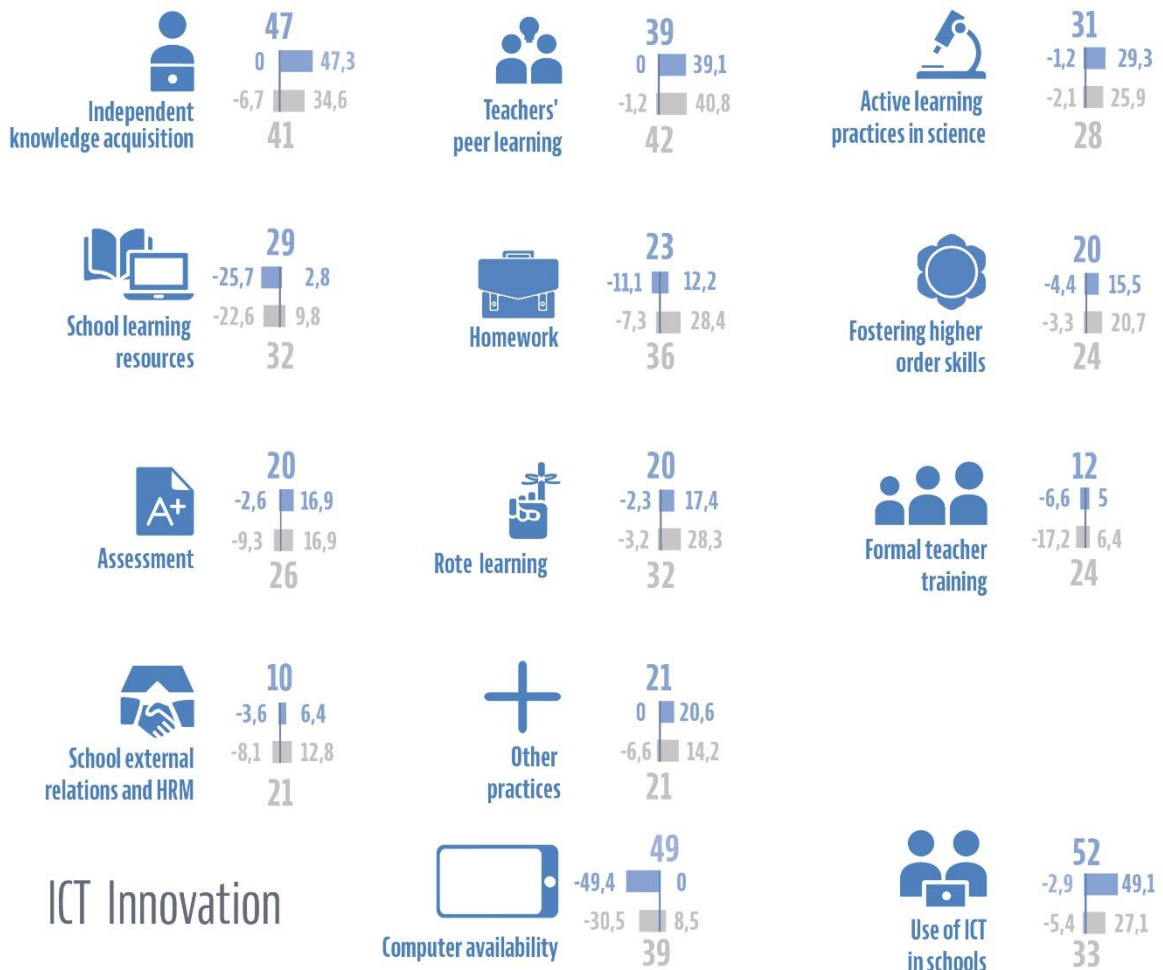 47
0 47,3
-6,7 34,6
41
Independent
knowledge acquisition
39
0 39,1
-1,2 40,8
42
Teachers'
peer learning
31
-1,2 29,3
-2,1 25,9
28
Active learning
practices in science
29
-25,7 2,8
-22,6 9,8
32
School learning
resources
23
-11,1 12,2
-7,3 28,4
36
Homework
20
-4,4 15,5
-3,3 20,7
24
Fostering higher
order skills
A+
20
-2,6 16,9
-9,3 16,9
26
Assessment
20
-2,3 17,4
-3,2 28,3
32
Rote learning
12
-6,6 5
-17,2 6,4
24
Formal teacher
training
10
-3,6 6,4
-8,1 12,8
21
School external
relations and HRM
21
0 20,6
-6,6 14,2
21
Other
practices
ICT Innovation
49
-49,4 0
-30,5 8,5
39
Computer availability
52
-2,9 49,1
-5,4 27,1
33
Use of ICT
in schools